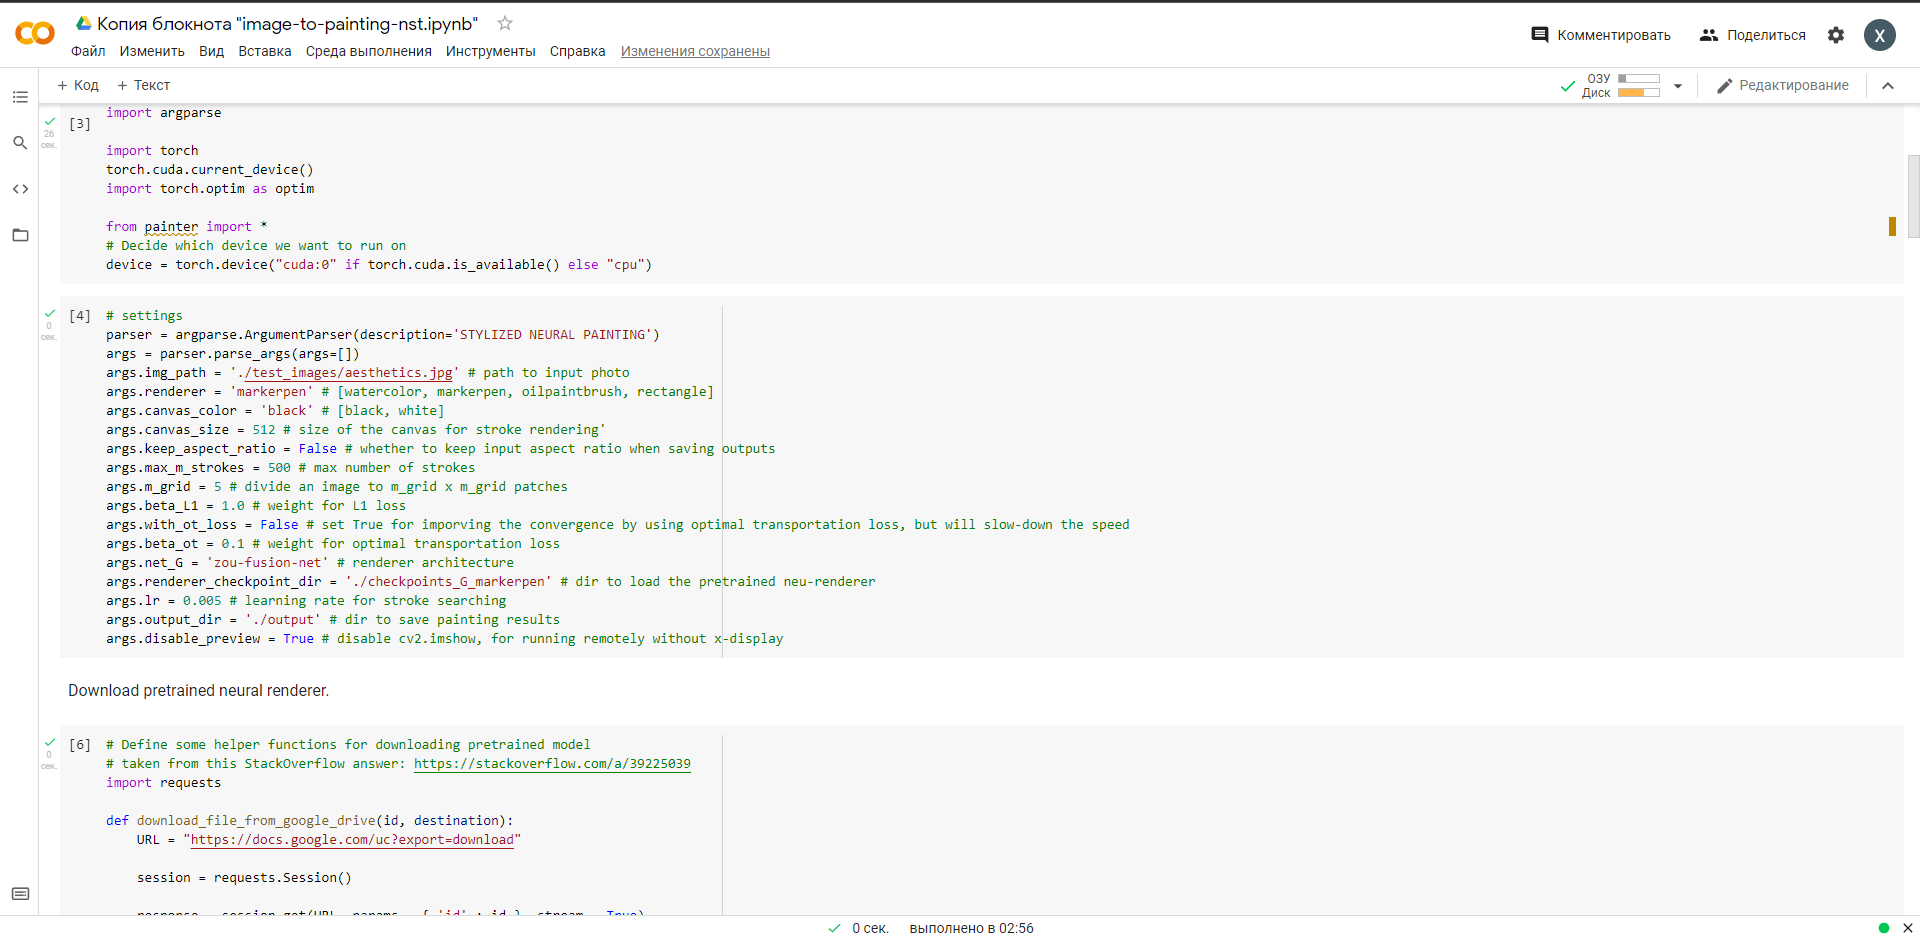 Копия блокнота "image-to-painting-nst.ipynb"
Файл Изменить Вид Вставка Среда выполнения Инструменты Справка Изменения сохранены
Комментировать Поделиться X
+ Код + Текст
ОЗУ
Диск
Редактирование
26
сек.
[3]
import argparse
import torch
torch.cuda.current_device()
import torch.optim as optim
from painter import *
# Decide which device we want to run on
device = torch.device("cuda:0" if torch.cuda.is_available() else "cpu")
0
сек.
[4]
# settings
parser = argparse.ArgumentParser(description='STYLIZED NEURAL PAINTING')
args = parser.parse_args(args=[])
args.img_path = './test_images/aesthetics.jpg' # path to input photo
args.renderer = 'markerpen' # [watercolor, markerpen, oilpaintbrush, rectangle]
args.canvas_color = 'black' # [black, white]
args.canvas_size = 512 # size of the canvas for stroke rendering'
args.keep_aspect_ratio = False # whether to keep input aspect ratio when saving outputs
args.max_m_strokes = 500 # max number of strokes
args.m_grid = 5 # divide an image to m_grid x m_grid patches
args.beta_L1 = 1.0 # weight for L1 loss
args.with_ot_loss = False # set True for imporving the convergence by using optimal transportation loss, but will slow-down the speed
args.beta_ot = 0.1 # weight for optimal transportation loss
args.net_G = 'zou-fusion-net' # renderer architecture
args.renderer_checkpoint_dir = './checkpoints_G_markerpen' # dir to load the pretrained neu-renderer
args.lr = 0.005 # learning rate for stroke searching
args.output_dir = './output' # dir to save painting results
args.disable_preview = True # disable cv2.imshow, for running remotely without x-display
Download pretrained neural renderer.
0
сек.
[6]
# Define some helper functions for downloading pretrained model
# taken from this StackOverflow answer: https://stackoverflow.com/a/39225039
import requests
def download_file_from_google_drive(id, destination):
URL = "https://docs.google.com/uc?export=download"
session = requests.Session()
response = session.get(URL, params = { 'id' : id }, stream = True)
0 сек. выполнено в 02:56